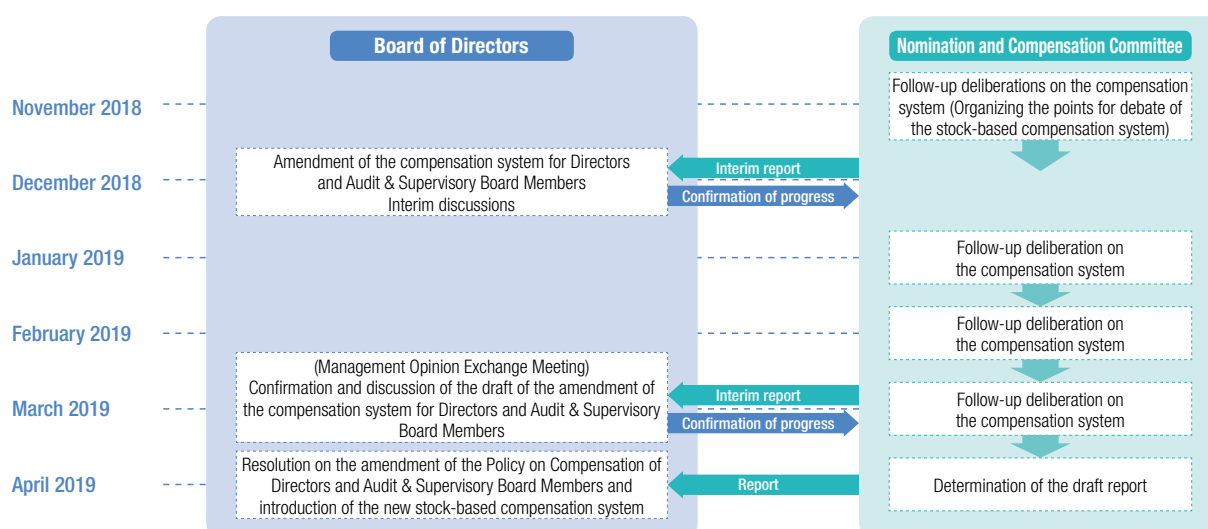 Board of Directors
Nomination and Compensation Committee
November 2018
Follow-up deliberations on the compensation
system (Organizing the points for debate of
the stock-based compensation system)
December 2018
Amendment of the compensation system for Directors
and Audit & Supervisory Board Members
Interim discussions
Interim report
Confirmation of progress
January 2019
Follow-up deliberation on
the compensation system
February 2019
Follow-up deliberation on
the compensation system
March 2019
(Management Opinion Exchange Meeting)
Confirmation and discussion of the draft of the amendment of
the compensation system for Directors and Audit & Supervisory
Board Members
Interim report
Confirmation of progress
Follow-up deliberation on
the compensation system
April 2019
Resolution on the amendment of the Policy on Compensation of
Directors and Audit & Supervisory Board Members and
introduction of the new stock-based compensation system
Report
Determination of the draft report